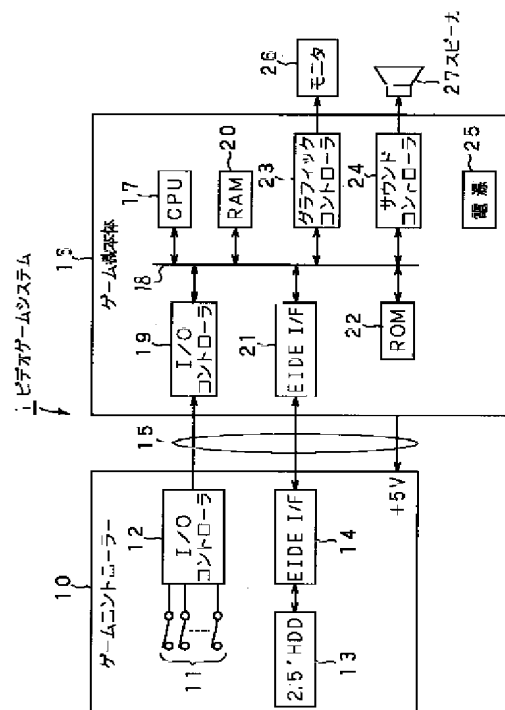 1 ビデオゲームシステム
10
ゲームコントローラー
11
12
I/O
コントローラ
2.5"HDD
13
EIDE I/F
14
+5V
15
ゲーム機本体
17
CPU
18
19
I/O
コントローラ
20
RAM
EIDE I/F
21
22
ROM
23
グラフィック
コントローラ
24
サウンド
コントローラ
電源
25
26
モニタ
27スピーカ